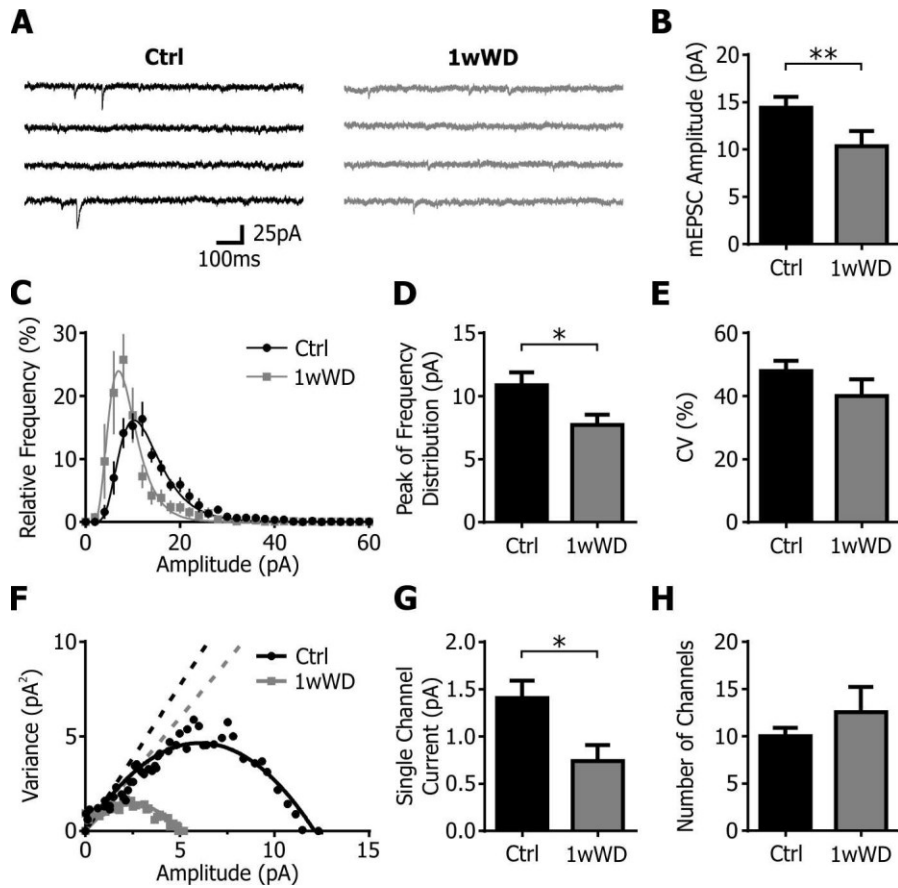 A
Ctrl
1wWD
25pA
100ms
B
mEPSC Amplitude (pA)
20
15
10
5
0
**
Ctrl
1wWD
C
Relative Frequency (%)
30
20
10
0
Ctrl
1wWD
0
20
40
60
Amplitude (pA)
D
Peak of Frequency
Distribution (pA)
15
10
5
0
*
Ctrl
1wWD
E
CV (%)
60
40
20
0
Ctrl
1wWD
F
Variance (pA²)
10
5
0
Ctrl
1wWD
0
5
10
15
Amplitude (pA)
G
Single Channel
Current (pA)
2.0
1.5
1.0
0.5
0.0
*
Ctrl
1wWD
H
Number of Channels
20
15
10
5
0
Ctrl
1wWD